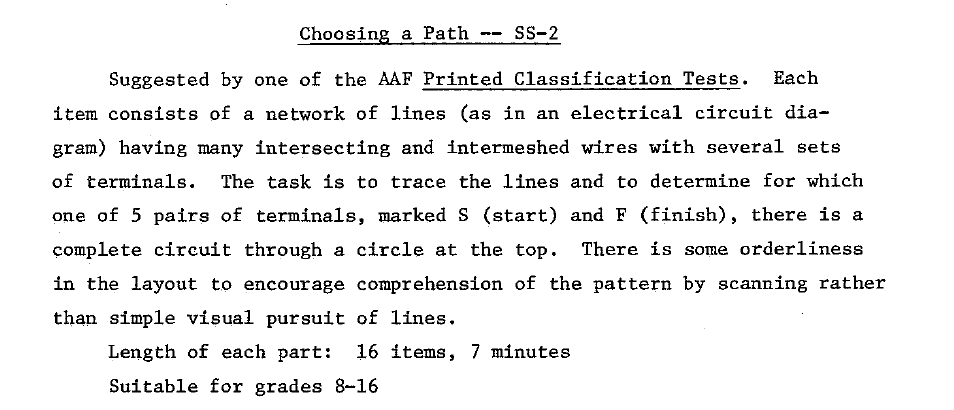 Choosing a Path -- SS-2
Suggested by one of the AAF Printed Classification Tests. Each
item consists of a network of lines (as in an electrical circuit dia-
gram) having many intersecting and intermeshed wires with several sets
of terminals. The task is to trace the lines and to determine for which
one of 5 pairs of terminals, marked S (start) and F (finish), there is a
complete circuit through a circle at the top. There is some orderliness
in the layout to encourage comprehension of the pattern by scanning rather
than simple visual pursuit of lines.
Length of each part: 16 items, 7 minutes
Suitable for grades 8-16